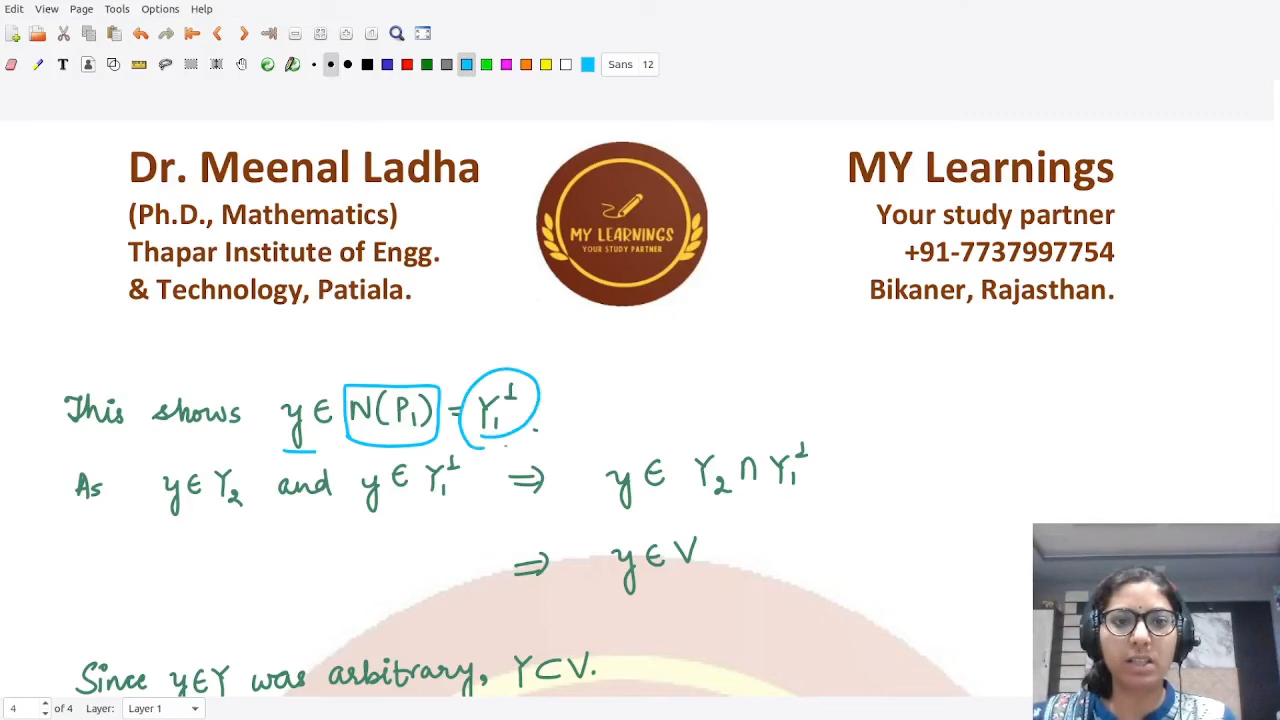 Edit View Page Tools Options Help
T Sans 12
Dr. Meenal Ladha
(Ph.D., Mathematics)
Thapar Institute of Engg.
& Technology, Patiala.
MY LEARNINGS
YOUR STUDY PARTNER
MY Learnings
Your study partner
+91-7737997754
Bikaner, Rajasthan.
This shows y ∈ N(P₁) = Y₁^⊥.
As y ∈ Y₂ and y ∈ Y₁^⊥ ⇒ y ∈ Y₂ ∩ Y₁^⊥
⇒ y ∈ V
Since y ∈ Y was arbitrary, Y ⊂ V.
4 of 4 Layer: Layer 1